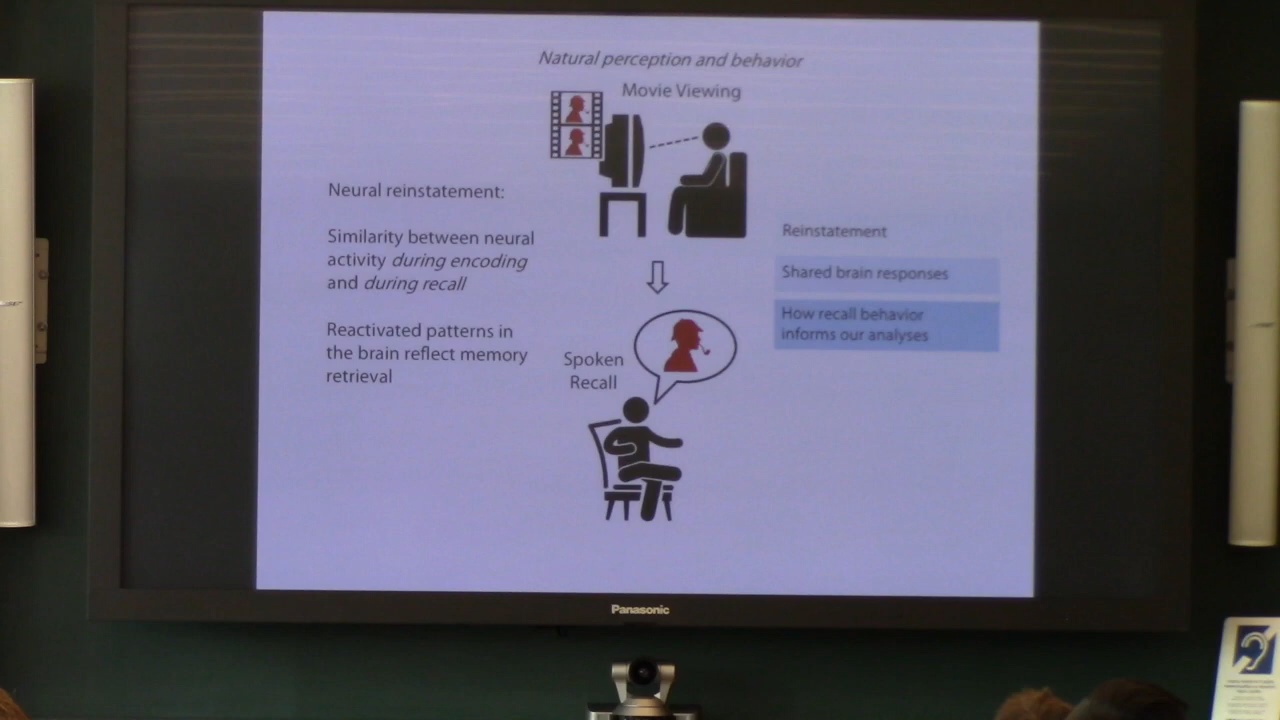 Natural perception and behavior
Movie Viewing
Neural reinstatement:
Similarity between neural
activity during encoding
and during recall
Reactivated patterns in
the brain reflect memory
retrieval
Spoken
Recall
Reinstatement
Shared brain responses
How recall behavior
informs our analyses
Panasonic